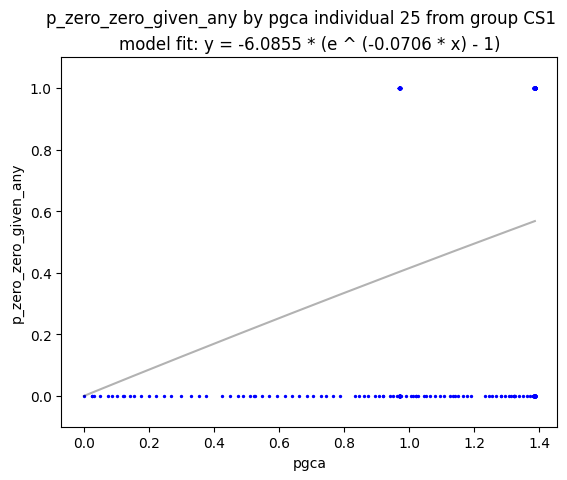 p_zero_zero_given_any by pgca individual 25 from group CS1
model fit: y = -6.0855 * (e ^ (-0.0706 * x) - 1)
1.0
0.8
0.6
0.4
0.2
0.0
p_zero_zero_given_any
0.0 0.2 0.4 0.6 0.8 1.0 1.2 1.4
pgca